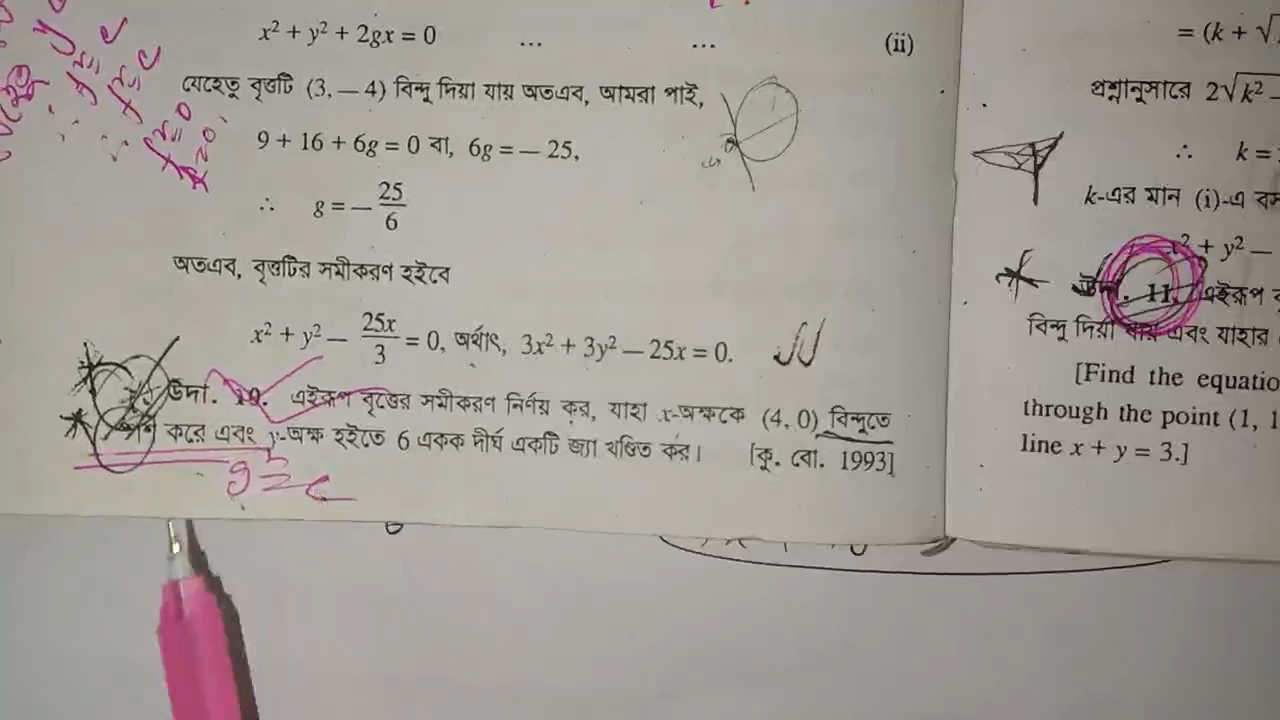 x² + y² + 2gx = 0 ... ... (ii)
যেহেতু বৃত্তটি (3, – 4) বিন্দু দিয়া যায় অতএব, আমরা পাই,
9 + 16 + 6g = 0 বা, 6g = – 25,
∴ g = – 25/6
অতএব, বৃত্তটির সমীকরণ হইবে
x² + y² – 25x/3 = 0, অর্থাৎ, 3x² + 3y² – 25x = 0.
উদা. 10. এইরূপ বৃত্তের সমীকরণ নির্ণয় কর, যাহা x-অক্ষকে (4, 0) বিন্দুতে
করে এবং y-অক্ষ হইতে 6 একক দীর্ঘ একটি জ্যা খণ্ডিত করে। [কু. বো. 1993]
g² = c
= (k + √
প্রশ্নানুসারে 2√k² –
∴ k =
k-এর মান (i)-এ
x² + y² –
উদা. 11. এইরূপ
বিন্দু দিয়া যায় এবং যাহার
[Find the equatio
through the point (1, 1
line x + y = 3.]